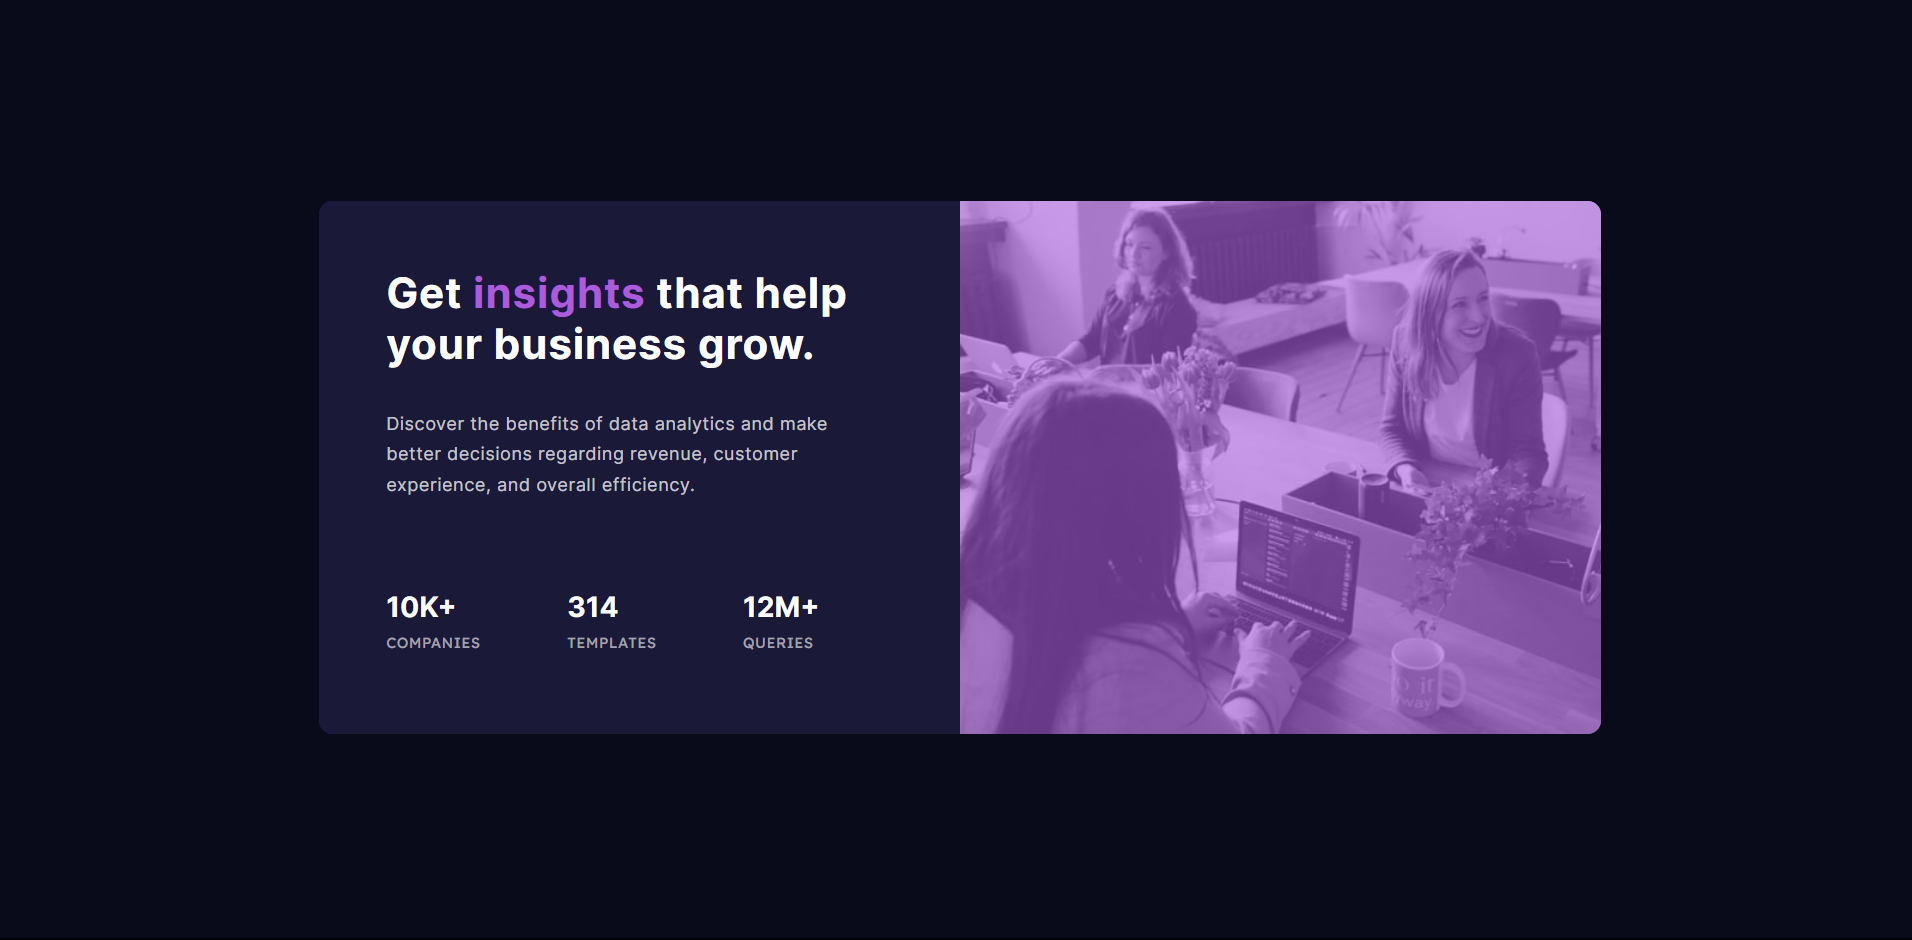 Get insights that help
your business grow.
Discover the benefits of data analytics and make
better decisions regarding revenue, customer
experience, and overall efficiency.
10K+ 314 12M+
COMPANIES TEMPLATES QUERIES